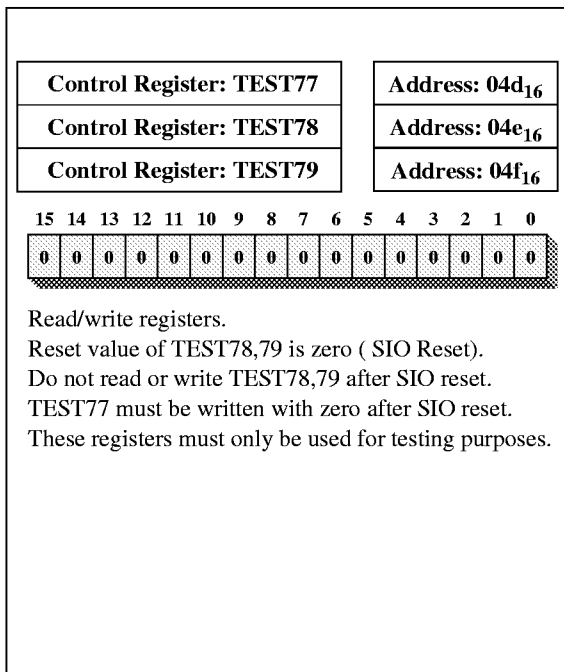 Control Register: TEST77 Address: 04d16
Control Register: TEST78 Address: 04e16
Control Register: TEST79 Address: 04f16
15 14 13 12 11 10 9 8 7 6 5 4 3 2 1 0
0 0 0 0 0 0 0 0 0 0 0 0 0 0 0 0
Read/write registers.
Reset value of TEST78,79 is zero ( SIO Reset).
Do not read or write TEST78,79 after SIO reset.
TEST77 must be written with zero after SIO reset.
These registers must only be used for testing purposes.